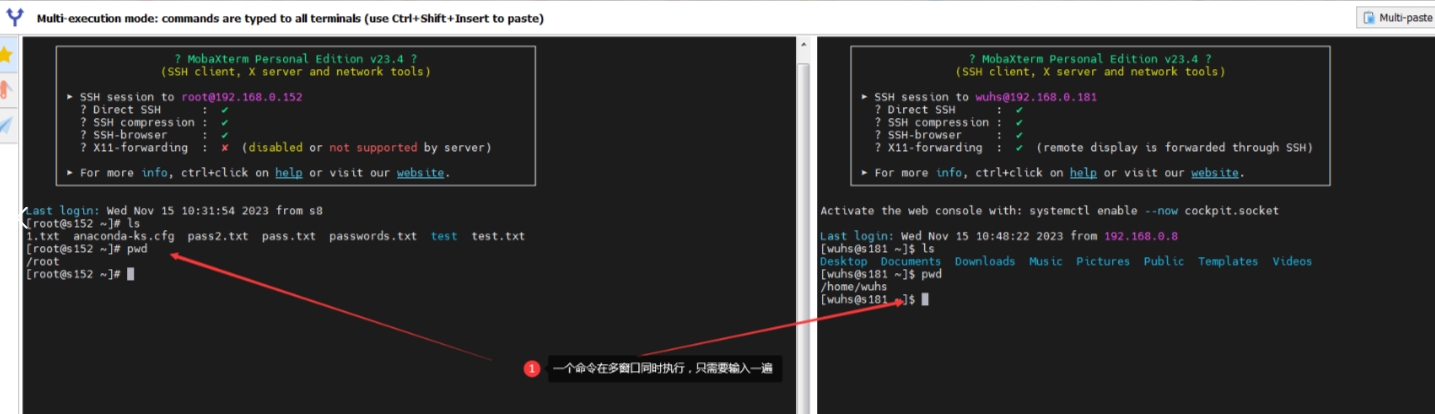 Multi-execution mode: commands are typed to all terminals (use Ctrl+Shift+Insert to paste)
Multi-paste
? MobaXterm Personal Edition v23.4 ?
(SSH client, X server and network tools)
► SSH session to root@192.168.0.152
? Direct SSH : ✔
? SSH compression : ✔
? SSH-browser : ✔
? X11-forwarding : ✘ (disabled or not supported by server)
► For more info, ctrl+click on help or visit our website.
Last login: Wed Nov 15 10:31:54 2023 from s8
[root@s152 ~]# ls
1.txt anaconda-ks.cfg pass2.txt pass.txt passwords.txt test test.txt
[root@s152 ~]# pwd
/root
[root@s152 ~]#
? MobaXterm Personal Edition v23.4 ?
(SSH client, X server and network tools)
► SSH session to wuhs@192.168.0.181
? Direct SSH : ✔
? SSH compression : ✔
? SSH-browser : ✔
? X11-forwarding : ✔ (remote display is forwarded through SSH)
► For more info, ctrl+click on help or visit our website.
Activate the web console with: systemctl enable --now cockpit.socket
Last login: Wed Nov 15 10:48:22 2023 from 192.168.0.8
[wuhs@s181 ~]$ ls
Desktop Documents Downloads Music Pictures Public Templates Videos
[wuhs@s181 ~]$ pwd
/home/wuhs
[wuhs@s181 ~]$
1 一个命令在多窗口同时执行，只需要输入一遍